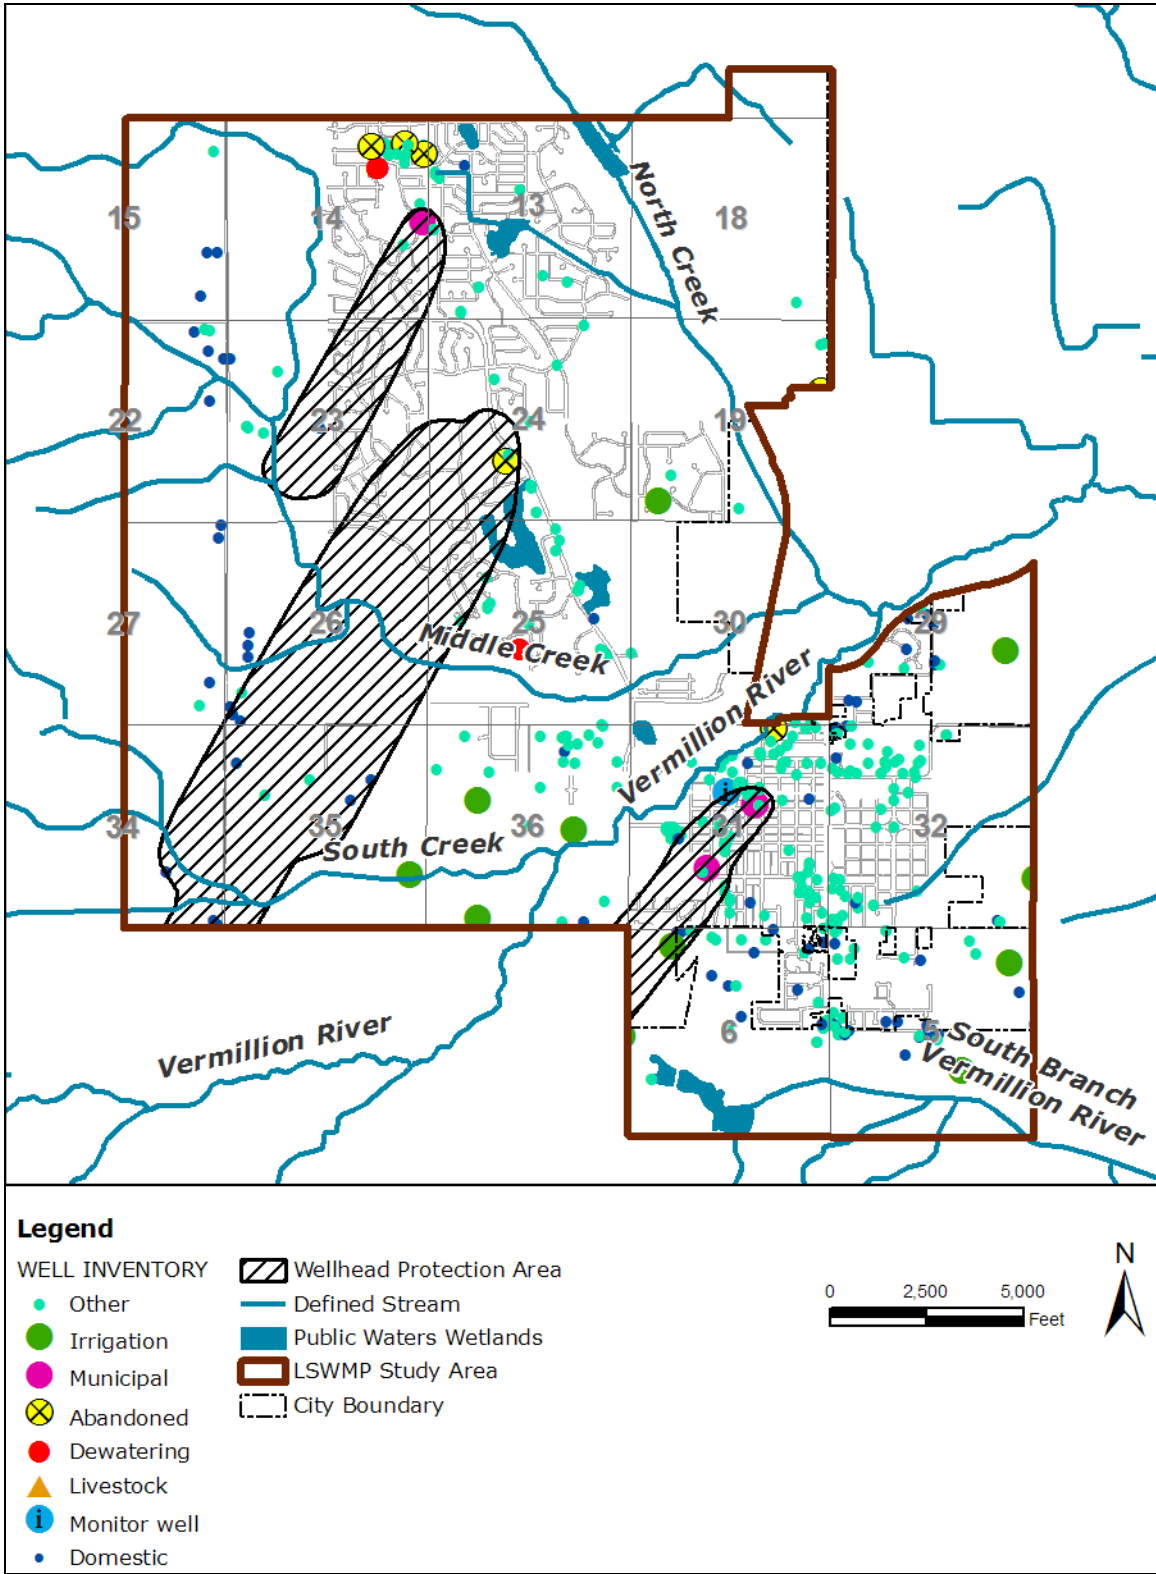 15
14
13
18
North Creek
22
23
24
19
27
26
25
30
29
Middle Creek
Vermillion River
34
35
36
31
32
South Creek
Vermillion River
6
5
South Branch
Vermillion River
Legend
WELL INVENTORY
Other
Irrigation
Municipal
Abandoned
Dewatering
Livestock
i Monitor well
Domestic
Wellhead Protection Area
Defined Stream
Public Waters Wetlands
LSWMP Study Area
City Boundary
0 2,500 5,000
Feet
N